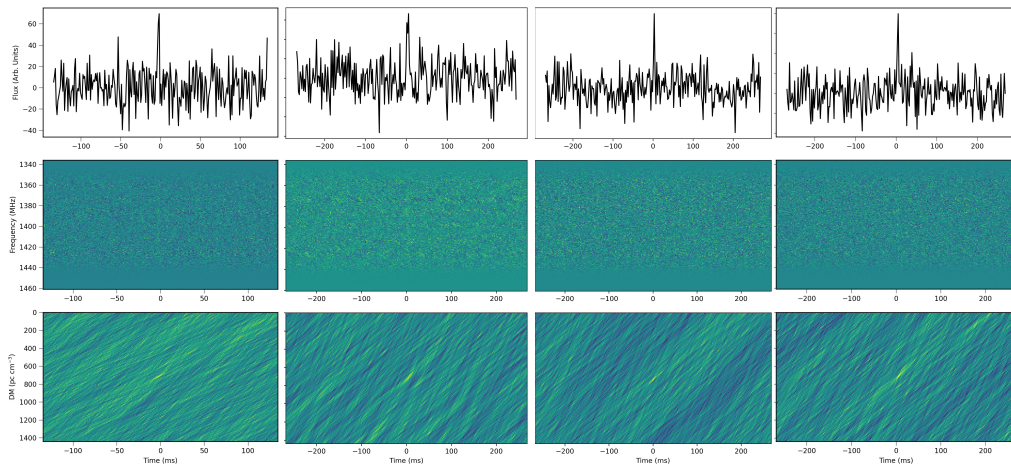 60
40
20
0
−20
−40
Flux (Arb. Units)
−100 −50 0 50 100
−200 −100 0 100 200
−200 −100 0 100 200
−200 −100 0 100 200
1340
1360
1380
1400
1420
1440
1460
Frequency (MHz)
−100 −50 0 50 100
−200 −100 0 100 200
−200 −100 0 100 200
−200 −100 0 100 200
0
200
400
600
800
1000
1200
1400
DM (pc cm⁻³)
−100 −50 0 50 100
−200 −100 0 100 200
−200 −100 0 100 200
−200 −100 0 100 200
Time (ms)
Time (ms)
Time (ms)
Time (ms)